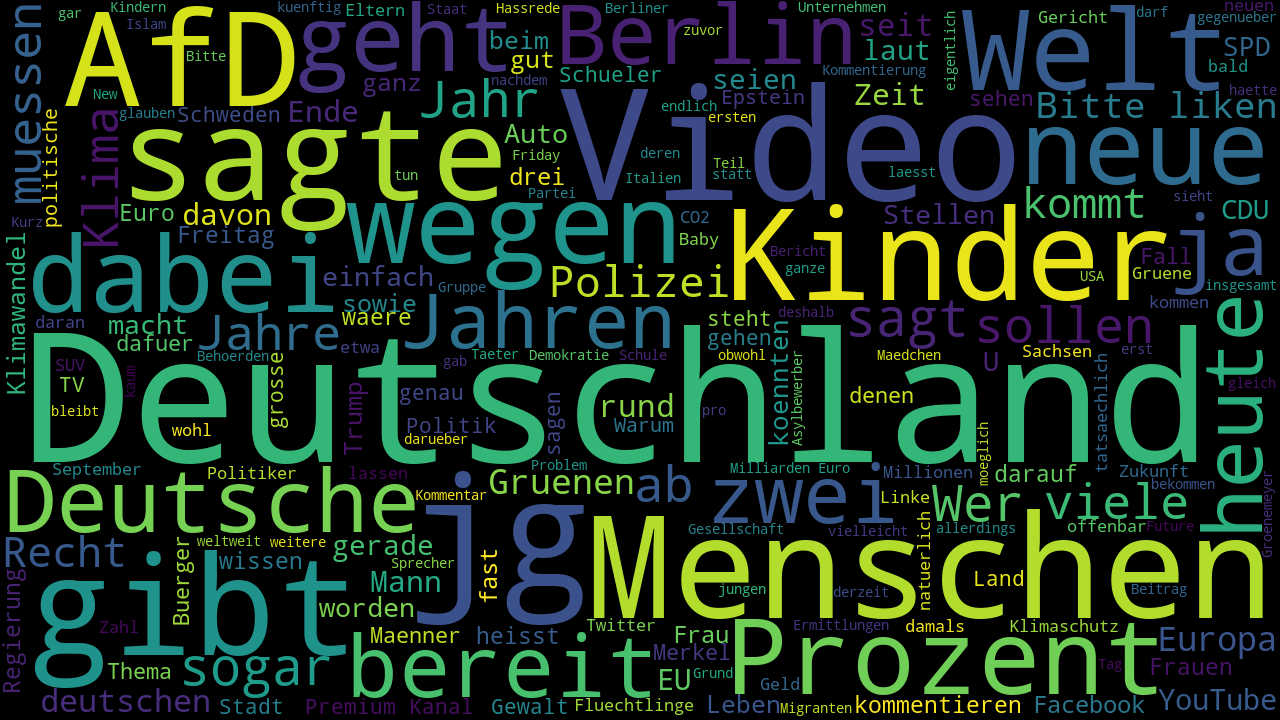 AfD
geht
Berlin
Welt
sagte
Video
neue
wegen
Kinder
dabei
Jahren
Deutschland
Deutsche
jg
Menschen
gibt
bereit
Prozent
heute
zwei
Wer viele
muessen
gar
Kindern
Islam
Bitte
kuenftig
Staat
Eltern
Hassrede
Berliner
Unternehmen
zuvor
seit
beim
gut
laut
Gericht
darf
neuen
gegenueber
SPD
bald
haette
eigentlich
New
glauben
Schweden
ganz
Ende
Jahr
nachdem
Schueler
seien
Epstein
Kommentierung
Zeit
sehen
Bitte liken
endlich
ersten
politische
Klima
Auto
Friday
drei
tun
Partei
deren
Italien
Teil
statt
laesst
sieht
Kurz
Euro
davon
Freitag
CO2
Baby
Stellen
kommt
CDU
ja
Klimawandel
einfach
Gruppe
Polizei
Bericht
ganze
Fall
Gruene
USA
insgesamt
kommen
sowie
waere
daran
macht
dafuer
Jahre
etwa
steht
gehen
deshalb
sagt
sollen
Behoerden
gab
Taeter
Demokratie
Schule
obwohl
koennten
Asylbewerber
Maedchen
U
Sachsen
erst
tatsaechlich
gleich
SUV
TV
kaum
bleibt
grosse
Trump
genau
rund
pro
denen
wohl
Politik
darueber
sagen
Warum
moeglich
September
Politiker
lassen
Problem
Milliarden Euro
Millionen
darauf
Zukunft
bekommen
Kommentar
Gruenen
ab
Linke
Groenemeyer
Gesellschaft
vielleicht
natuerlich
allerdings
offenbar
Future
Recht
Buerger
weltweit
weitere
wissen
gerade
Sprecher
fast
Mann
Regierung
worden
jungen
derzeit
Land
Beitrag
Zahl
Maenner
heisst
Twitter
Frau
Ermittlungen
damals
Klimaschutz
Europa
Thema
sogar
Merkel
EU
Grund
Tag
Frauen
deutschen
Stadt
Premium Kanal
Gewalt
Fluechtlinge
Geld
Leben
Migranten
kommentieren
Facebook
YouTube